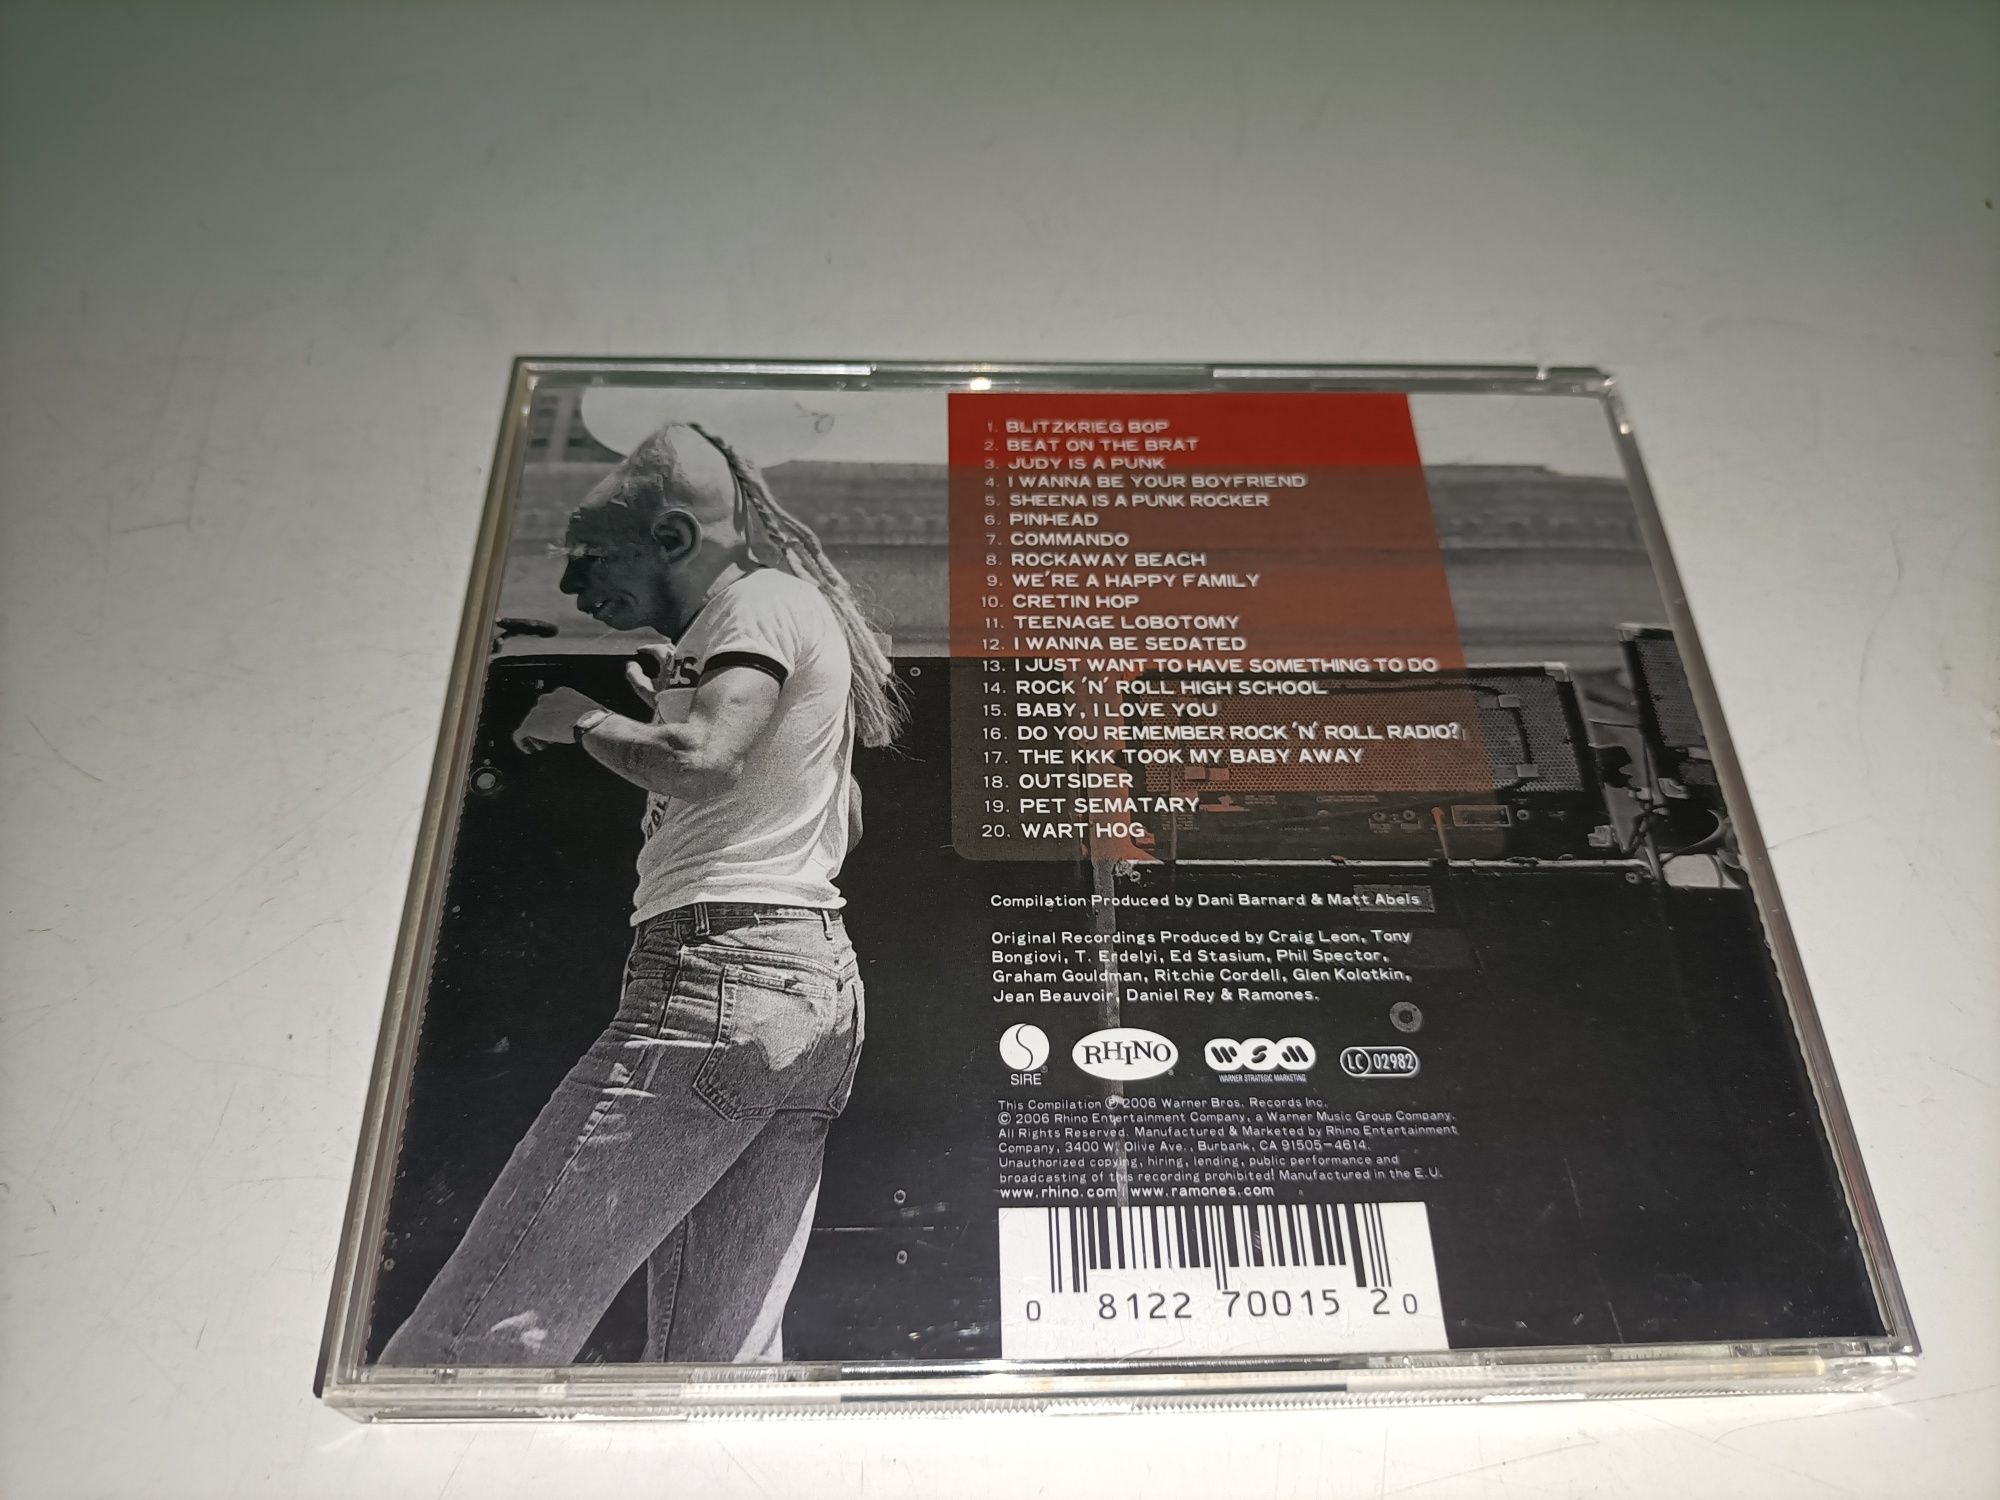 1. BLITZKRIEG BOP
2. BEAT ON THE BRAT
3. JUDY IS A PUNK
4. I WANNA BE YOUR BOYFRIEND
5. SHEENA IS A PUNK ROCKER
6. PINHEAD
7. COMMANDO
8. ROCKAWAY BEACH
9. WE'RE A HAPPY FAMILY
10. CRETIN HOP
11. TEENAGE LOBOTOMY
12. I WANNA BE SEDATED
13. I JUST WANT TO HAVE SOMETHING TO DO
14. ROCK 'N' ROLL HIGH SCHOOL
15. BABY, I LOVE YOU
16. DO YOU REMEMBER ROCK 'N' ROLL RADIO?
17. THE KKK TOOK MY BABY AWAY
18. OUTSIDER
19. PET SEMATARY
20. WART HOG
Compilation Produced by Dani Barnard & Matt Abels
Original Recordings Produced by Craig Leon, Tony
Bongiovi, T. Erdelyi, Ed Stasium, Phil Spector,
Graham Gouldman, Ritchie Cordell, Glen Kolotkin,
Jean Beauvoir, Daniel Rey & Ramones.
SIRE®
RHINO®
WSM
WARNER STRATEGIC MARKETING
LC 02982
This Compilation ℗ 2006 Warner Bros. Records Inc.
© 2006 Rhino Entertainment Company, a Warner Music Group Company.
All Rights Reserved. Manufactured & Marketed by Rhino Entertainment
Company, 3400 W. Olive Ave., Burbank, CA 91505-4614.
Unauthorized copying, hiring, lending, public performance and
broadcasting of this recording prohibited! Manufactured in the E.U.
www.rhino.com www.ramones.com
0 8122 70015 2 0